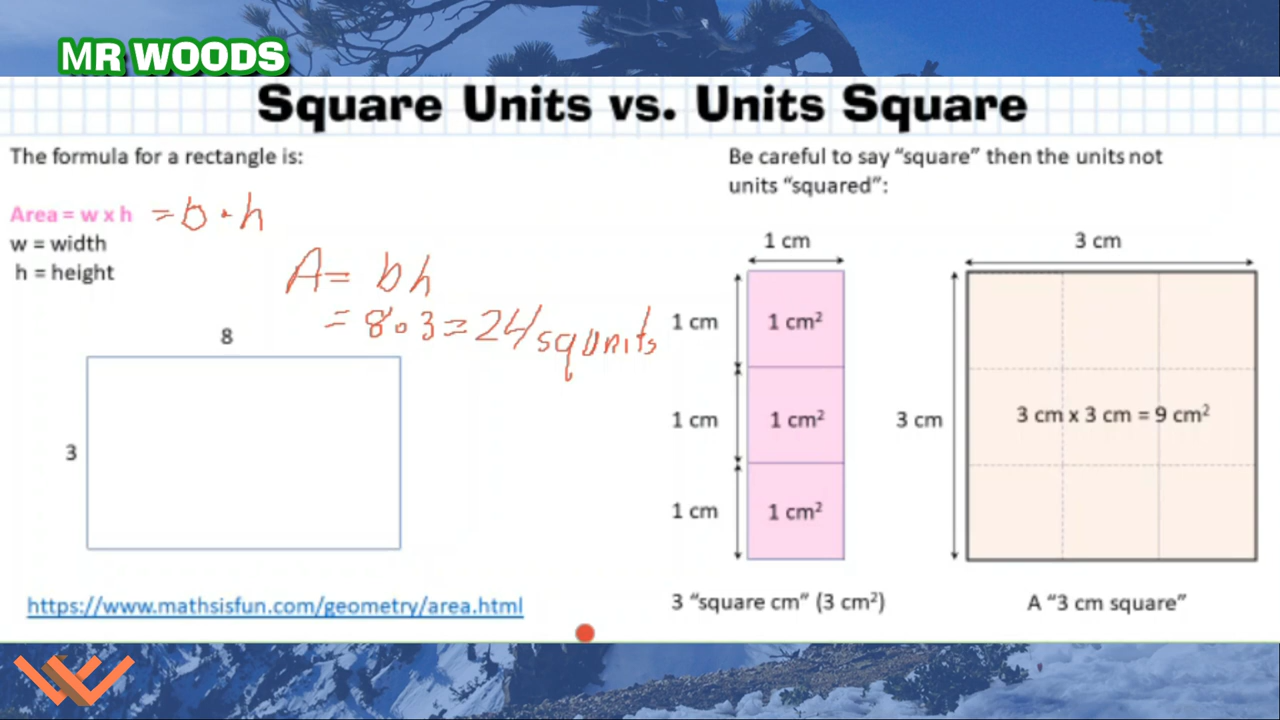 MR WOODS
Square Units vs. Units Square
The formula for a rectangle is:
Area = w x h = b • h
w = width
h = height
A = bh
= 8 • 3 = 24 sq units
8
3
https://www.mathsisfun.com/geometry/area.html
Be careful to say “square” then the units not
units “squared”:
1 cm
1 cm
1 cm²
1 cm
1 cm²
1 cm
1 cm²
3 “square cm” (3 cm²)
3 cm
3 cm
3 cm x 3 cm = 9 cm²
A “3 cm square”